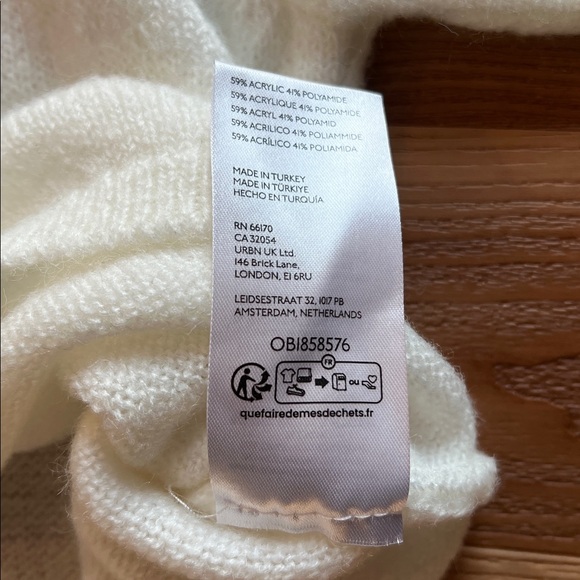 59% ACRYLIC 41% POLYAMIDE
59% ACRYLIQUE 41% POLYAMIDE
59% ACRYL 41% POLYAMID
59% ACRILICO 41% POLIAMMIDE
59% ACRÍLICO 41% POLIAMIDA
MADE IN TURKEY
MADE IN TÜRKİYE
HECHO EN TURQUÍA
RN 66170
CA 32054
URBN UK Ltd.
146 Brick Lane,
LONDON, E1 6RU
LEIDSESTRAAT 32, 1017 PB
AMSTERDAM, NETHERLANDS
OB1858576
FR
OU
quefairedemesdechets.fr